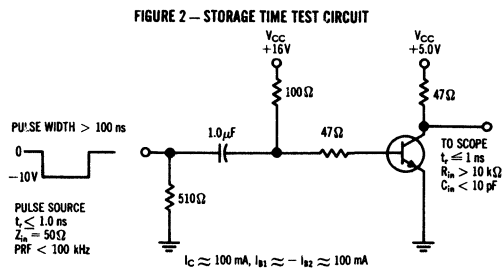 FIGURE 2 — STORAGE TIME TEST CIRCUIT
VCC
+16V
VCC
+5.0V
100Ω
47Ω
PULSE WIDTH > 100 ns
1.0µF
47Ω
0
−10V
TO SCOPE
tr ≦ 1 ns
Rin > 10 kΩ
Cin < 10 pF
510Ω
PULSE SOURCE
tr ≤ 1.0 ns
Zin = 50Ω
PRF < 100 kHz
IC ≈ 100 mA, IB1 ≈ − IB2 ≈ 100 mA